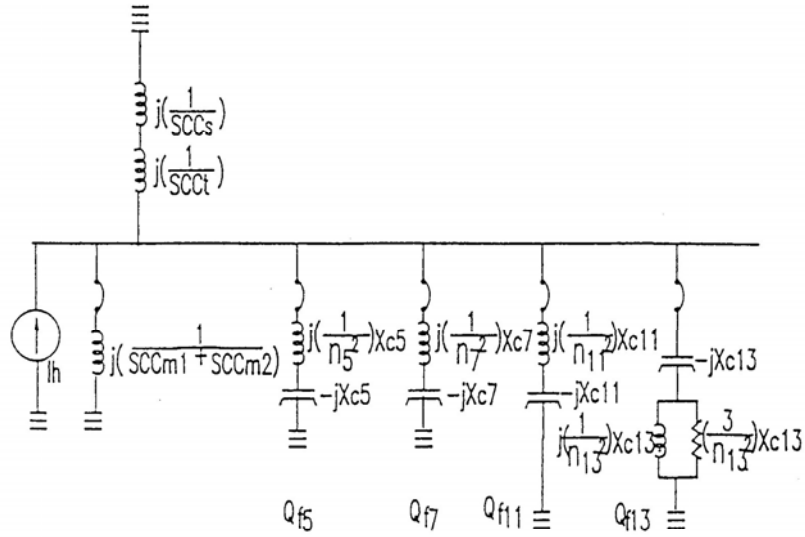 j(1/SCCs)
j(1/SCCt)
Ih
j(1/SCCm1 + SCCm2)
j(1/n5²)Xc5
-jXc5
j(1/n7²)Xc7
-jXc7
j(1/n11²)Xc11
-jXc11
-jXc13
j(1/n13²)Xc13
(3/n13²)Xc13
Qf5
Qf7
Qf11
Qf13